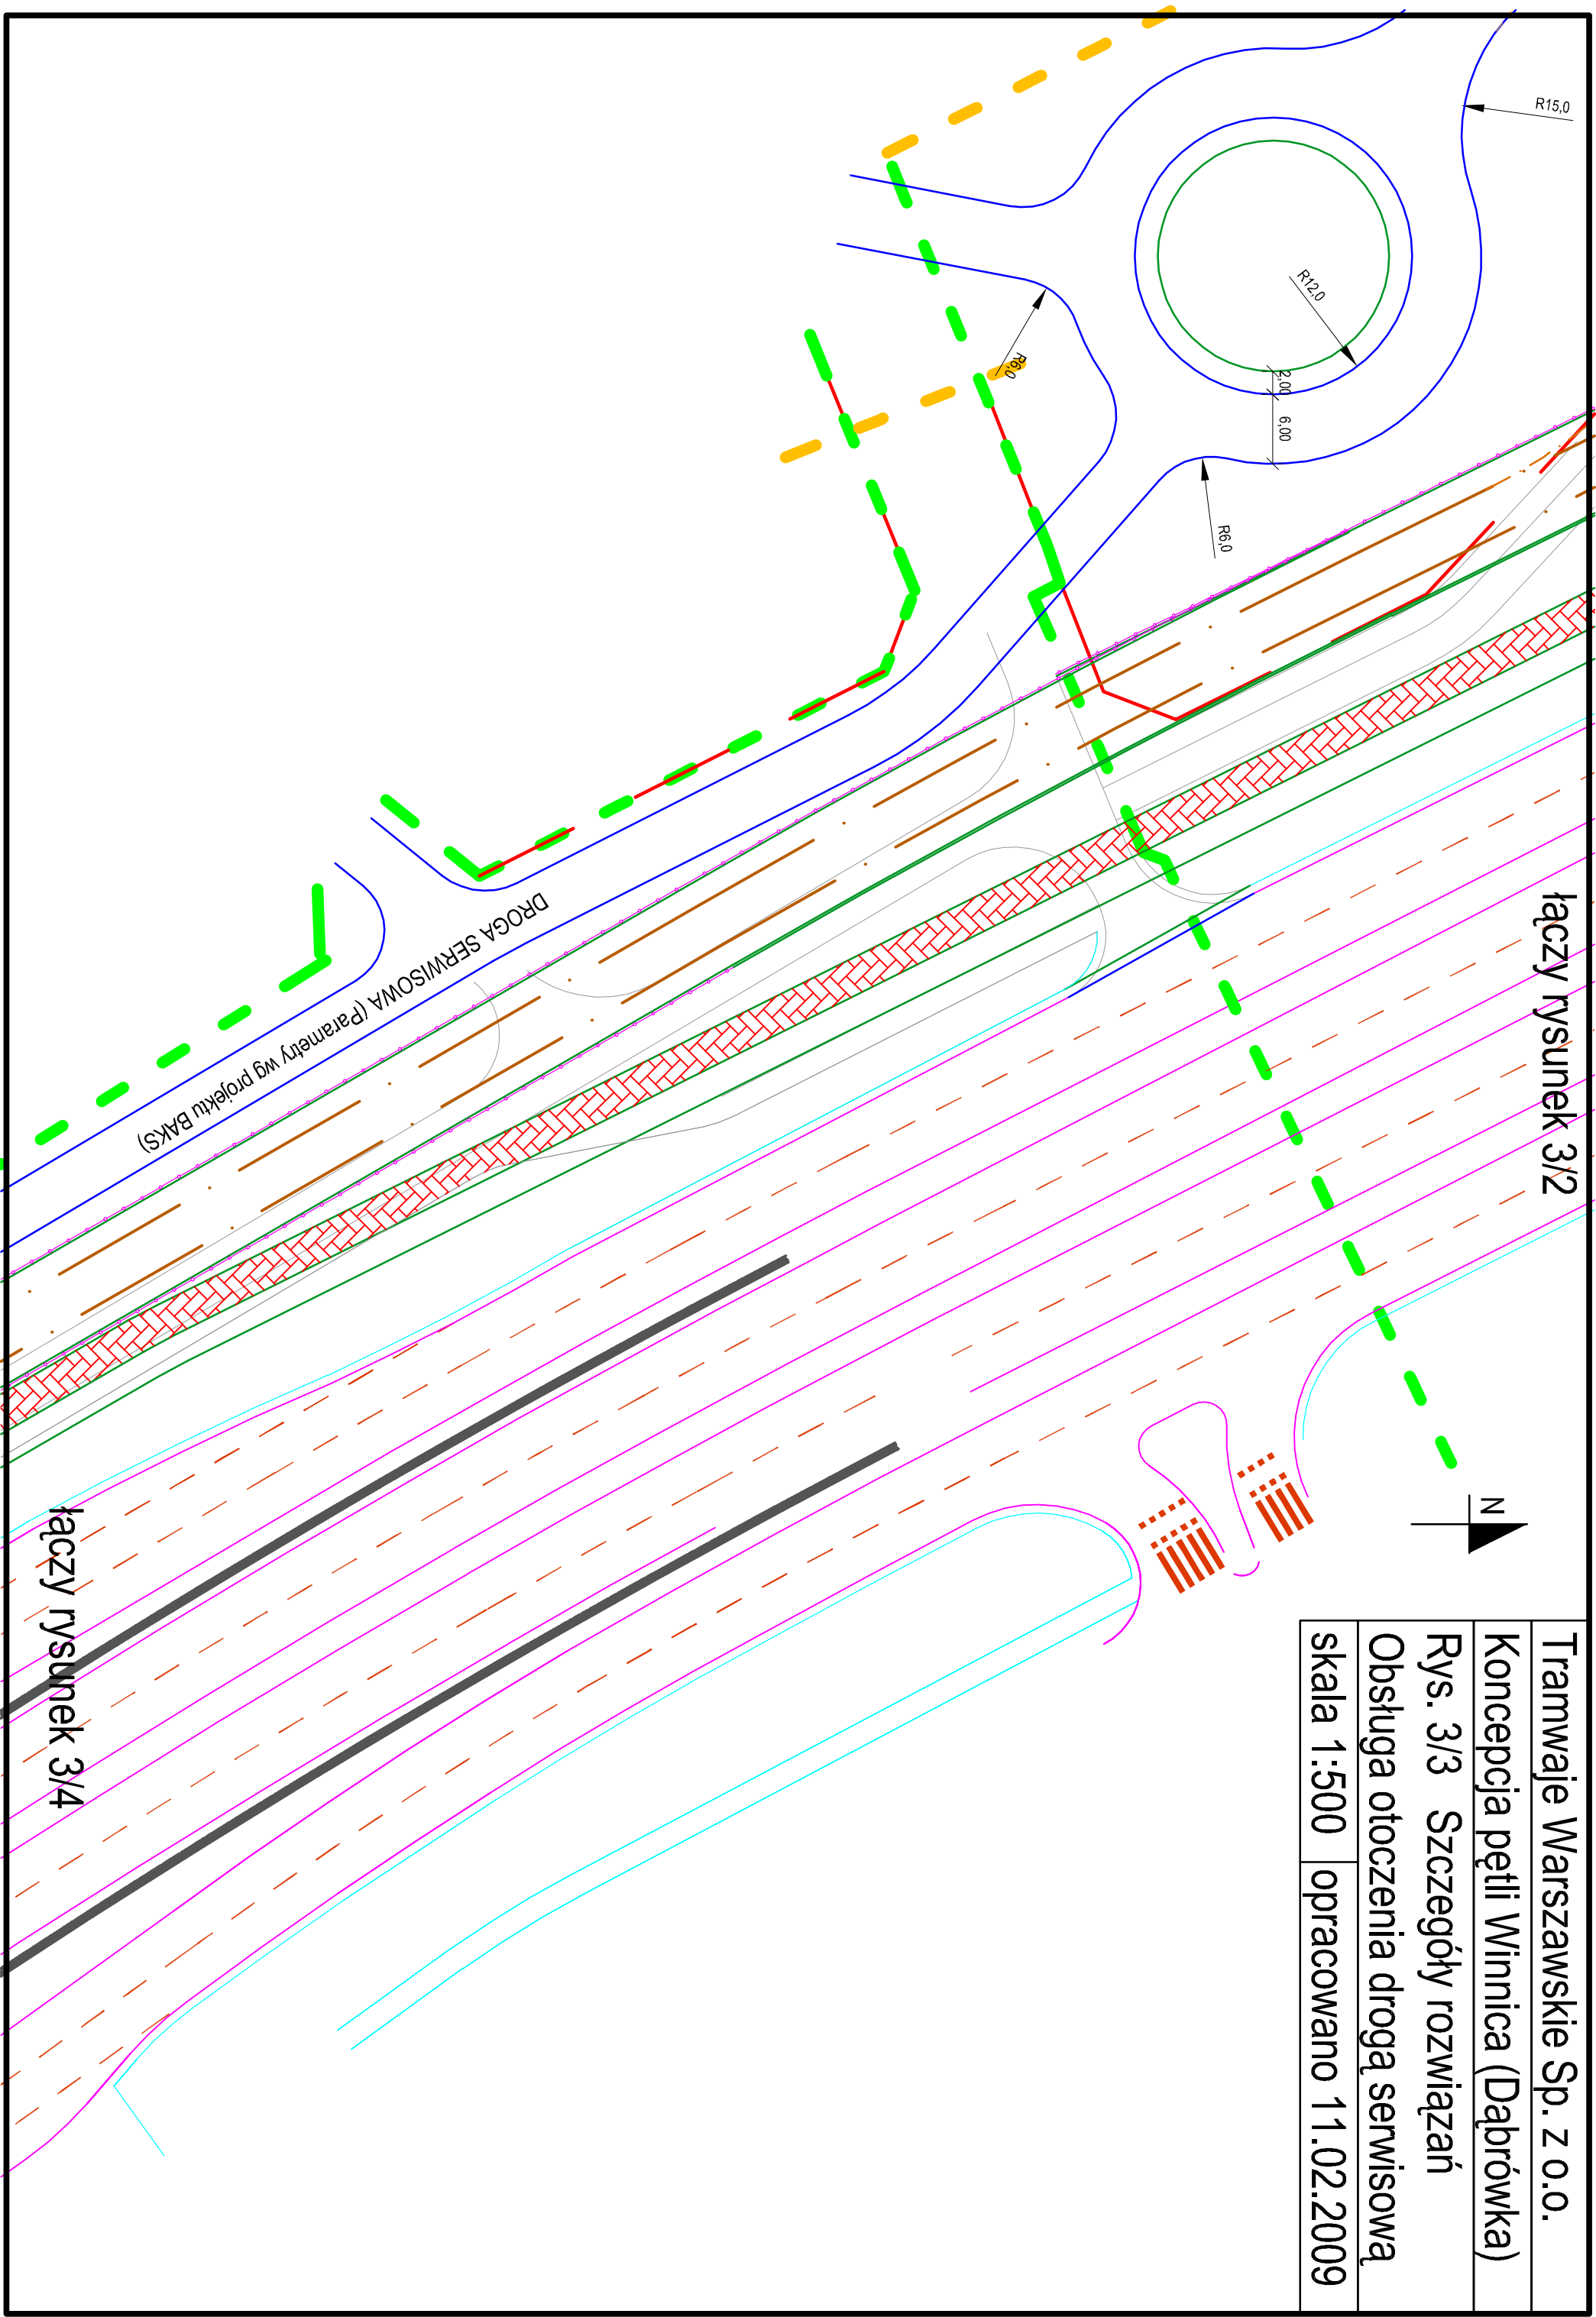 Tramwaje Warszawskie Sp. z o.o.
Koncepcja pętli Winnica (Dąbrówka)
Rys. 3/3 Szczegóły rozwiązań
Obsługa otoczenia drogą serwisową
skala 1:500 opracowano 11.02.2009
łączy rysunek 3/2
łączy rysunek 3/4
N
DROGA SERWISOWA (Parametry wg projektu BAKS)
R15,0
R12,0
2,00
6,00
R6,0
R6,0